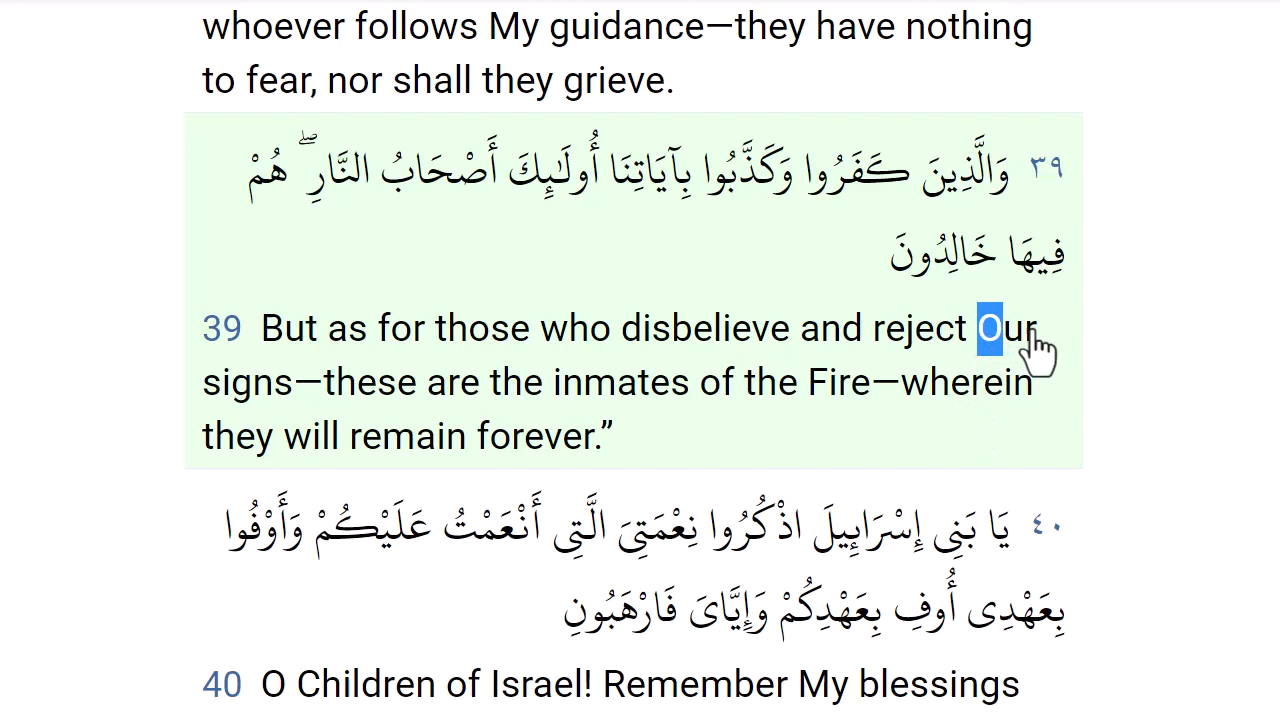 whoever follows My guidance—they have nothing
to fear, nor shall they grieve.
٣٩ وَالَّذِينَ كَفَرُوا وَكَذَّبُوا بِآيَاتِنَا أُولَٰئِكَ أَصْحَابُ النَّارِ ۖ هُمْ
فِيهَا خَالِدُونَ
39 But as for those who disbelieve and reject Our
signs—these are the inmates of the Fire—wherein
they will remain forever.”
٤٠ يَا بَنِي إِسْرَائِيلَ اذْكُرُوا نِعْمَتِيَ الَّتِي أَنْعَمْتُ عَلَيْكُمْ وَأَوْفُوا
بِعَهْدِي أُوفِ بِعَهْدِكُمْ وَإِيَّايَ فَارْهَبُونِ
40 O Children of Israel! Remember My blessings